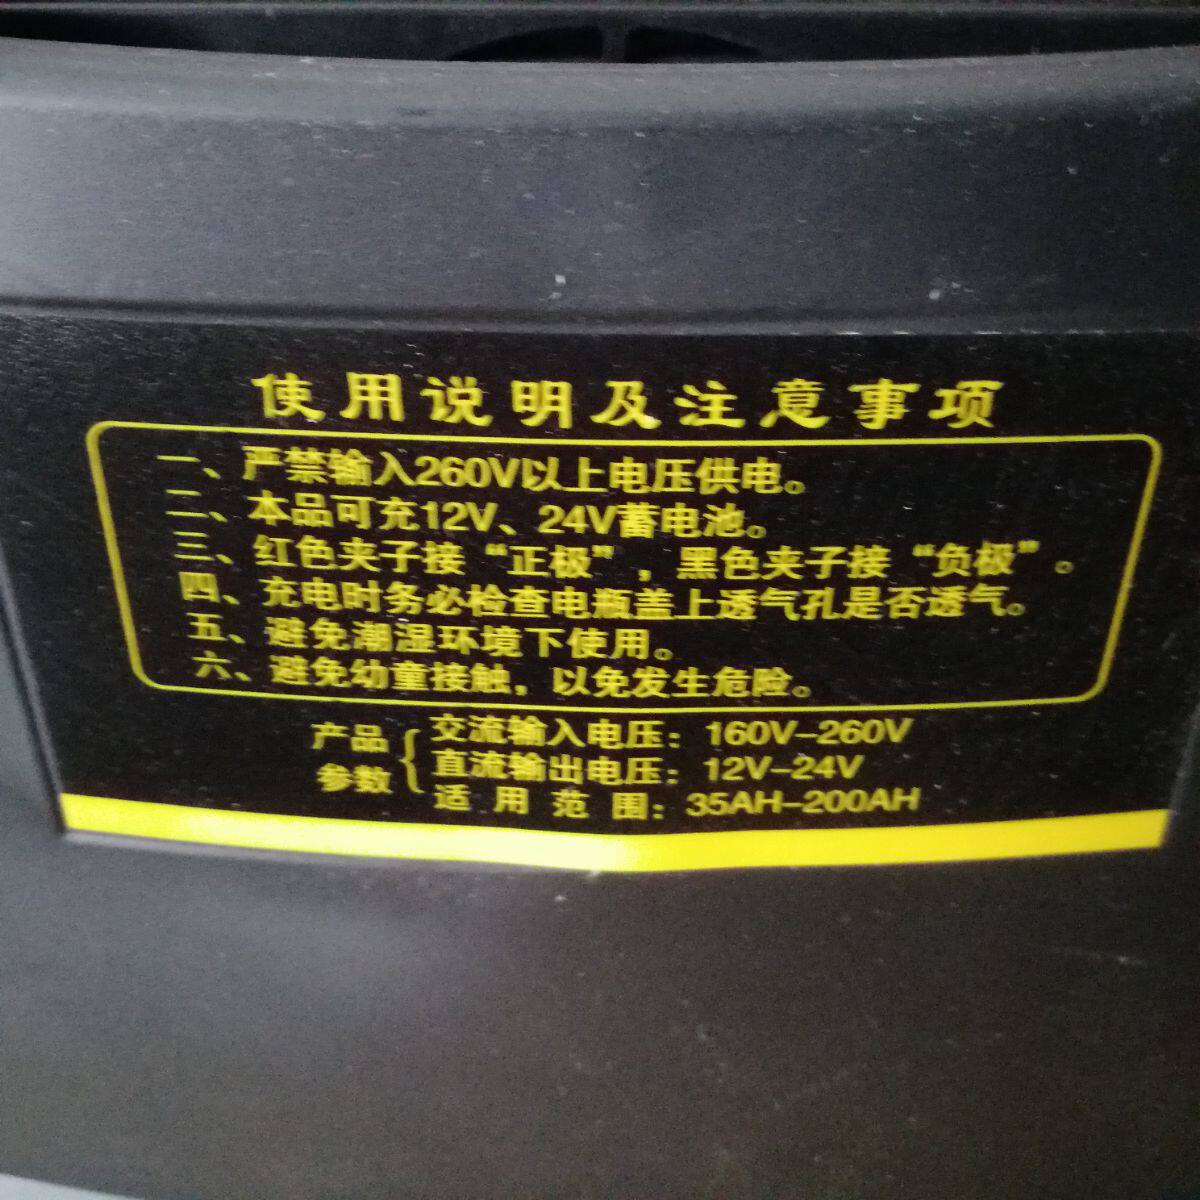 使用说明及注意事项
一、严禁输入260V以上电压供电。
二、本品可充12V、24V蓄电池。
三、红色夹子接“正极”，黑色夹子接“负极”。
四、充电时务必检查电瓶盖上透气孔是否透气。
五、避免潮湿环境下使用。
六、避免幼童接触，以免发生危险。
产品参数
交流输入电压：160V-260V
直流输出电压：12V-24V
适用范围：35AH-200AH